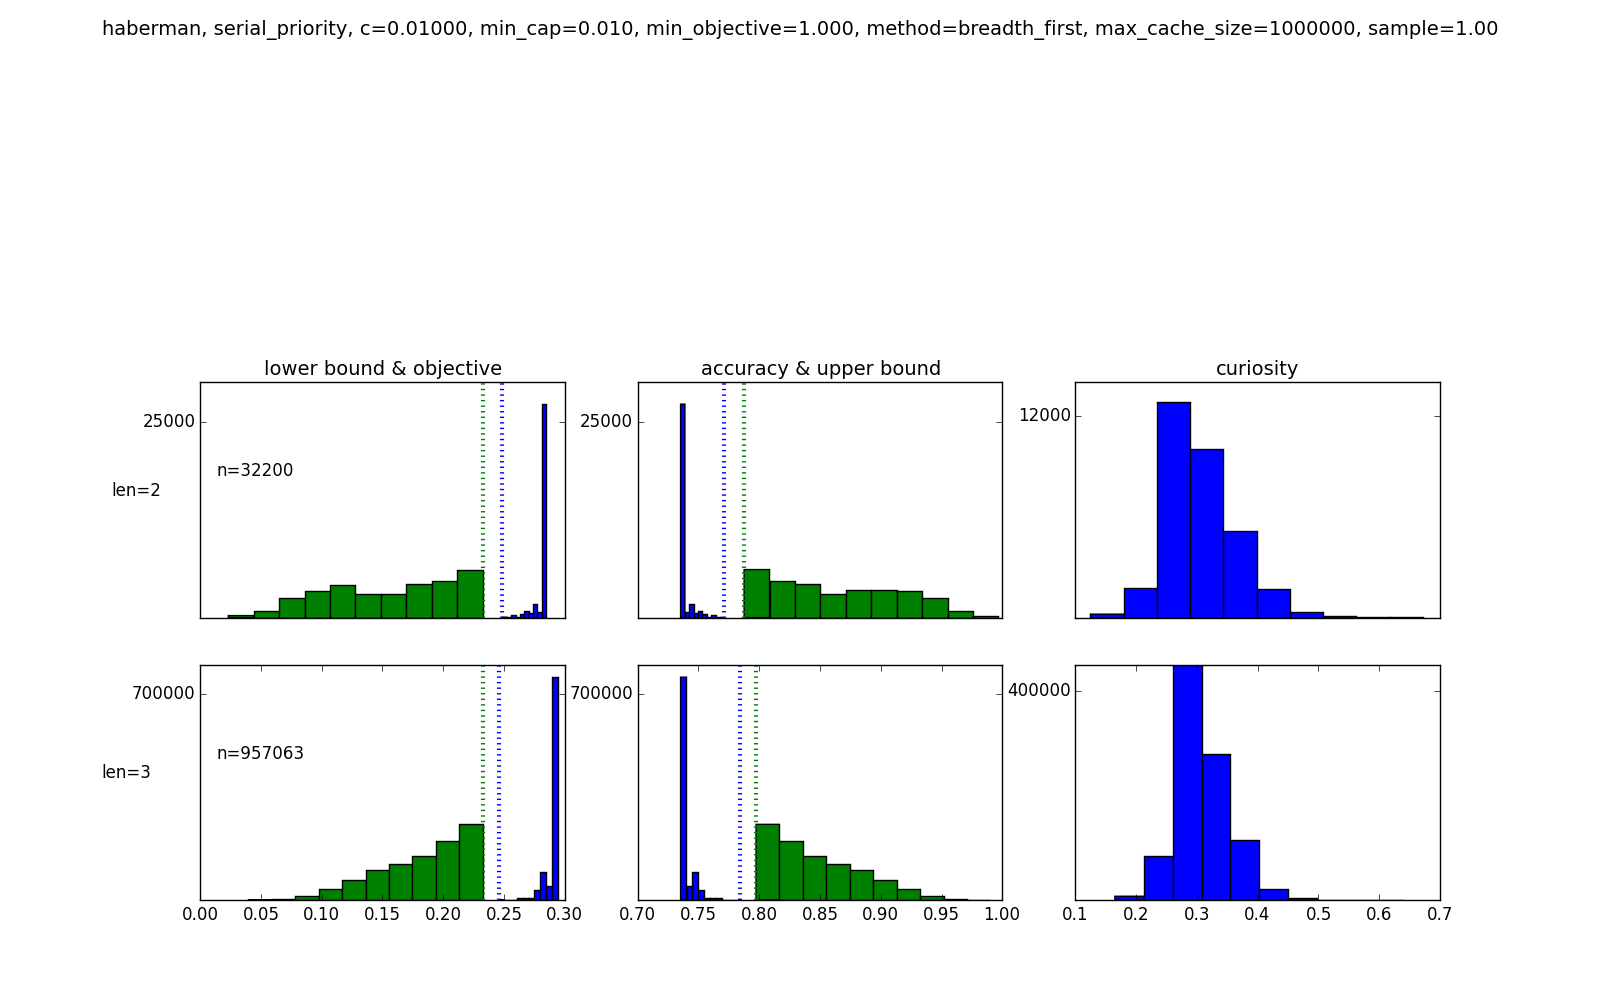 haberman, serial_priority, c=0.01000, min_cap=0.010, min_objective=1.000, method=breadth_first, max_cache_size=1000000, sample=1.00
lower bound & objective
accuracy & upper bound
curiosity
25000
25000
12000
n=32200
len=2
700000
700000
400000
n=957063
len=3
0.00 0.05 0.10 0.15 0.20 0.25 0.30
0.70 0.75 0.80 0.85 0.90 0.95 1.00
0.1 0.2 0.3 0.4 0.5 0.6 0.7